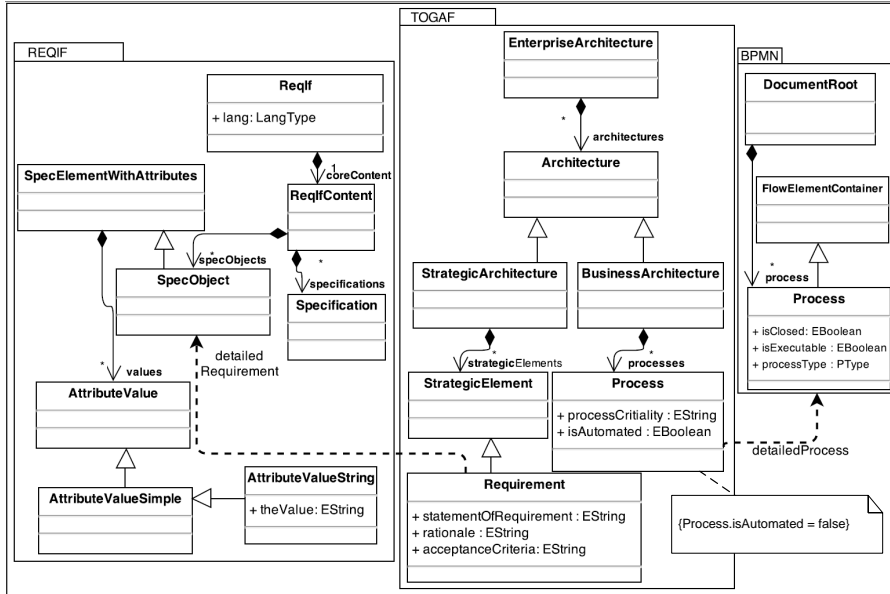 REQIF
ReqIf
+ lang: LangType
1
coreContent
SpecElementWithAttributes
ReqIfContent
*
specObjects
SpecObject
*
specifications
Specification
detailed
Requirement
*
values
AttributeValue
AttributeValueSimple
AttributeValueString
+ theValue: EString
TOGAF
EnterpriseArchitecture
*
architectures
Architecture
StrategicArchitecture
BusinessArchitecture
*
strategicElements
*
processes
StrategicElement
Process
+ processCritiality : EString
+ isAutomated : EBoolean
Requirement
+ statementOfRequirement : EString
+ rationale : EString
+ acceptanceCriteria: EString
BPMN
DocumentRoot
FlowElementContainer
*
process
Process
+ isClosed: EBoolean
+ isExecutable : EBoolean
+ processType : PType
detailedProcess
{Process.isAutomated = false}